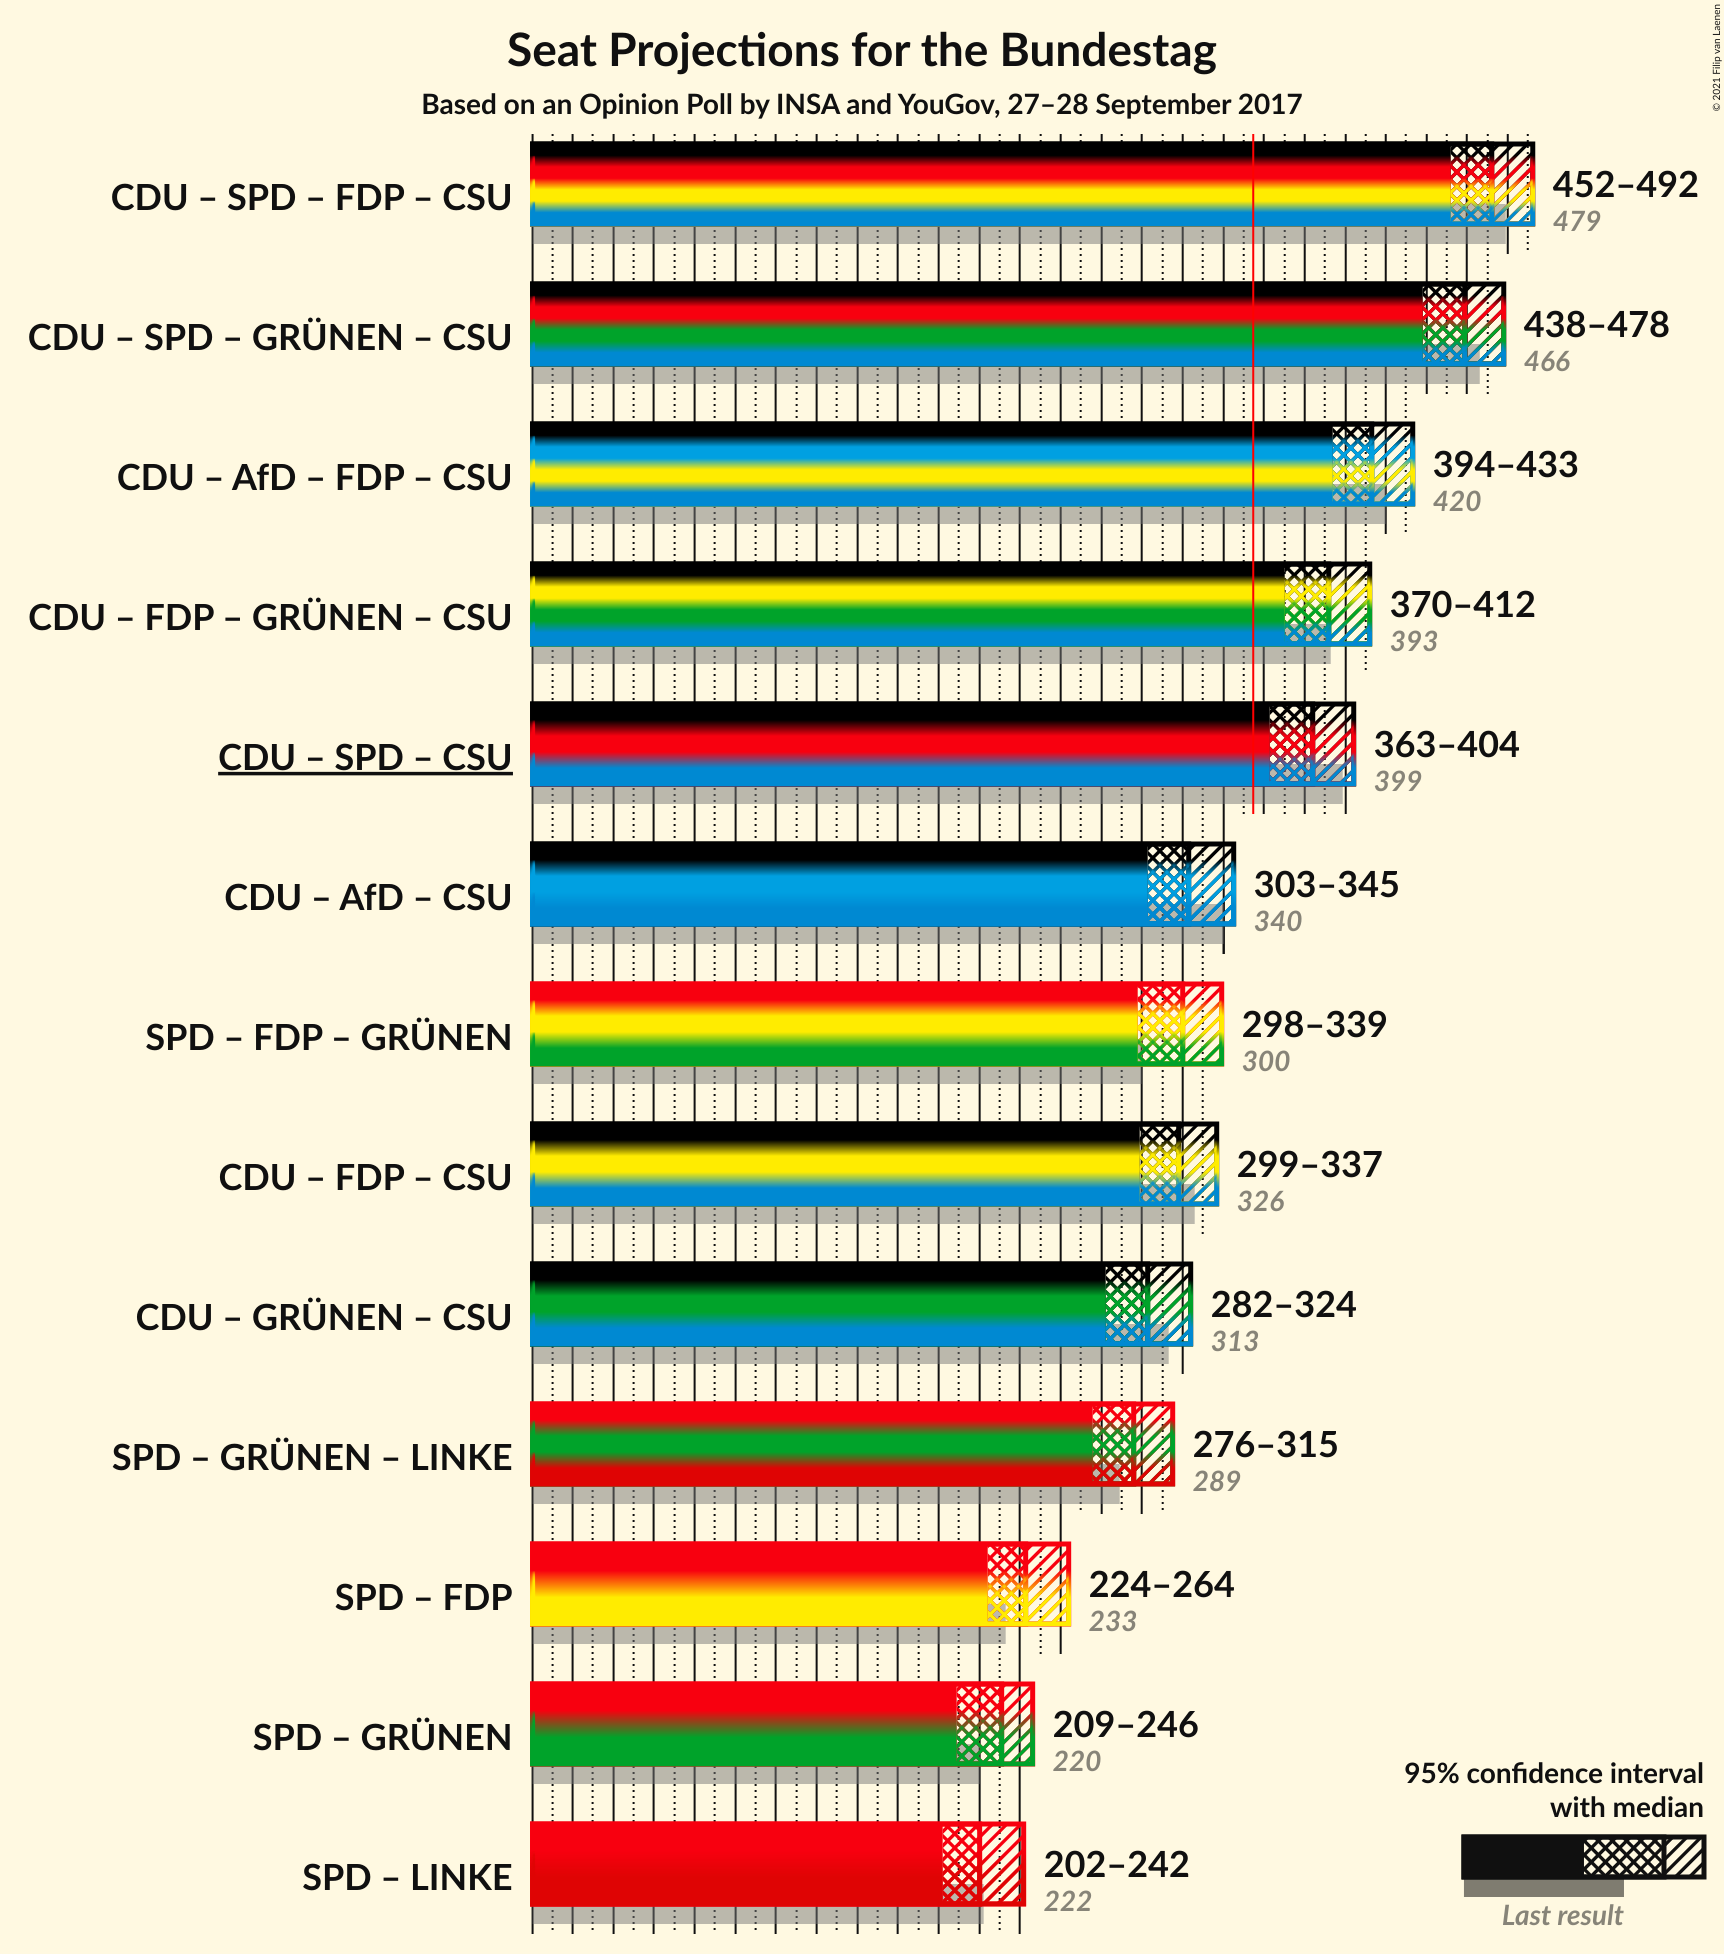 Seat Projections for the Bundestag
Based on an Opinion Poll by INSA and YouGov, 27–28 September 2017
© 2021 Filip van Laenen
CDU – SPD – FDP – CSU
452–492
479
CDU – SPD – GRÜNEN – CSU
438–478
466
CDU – AfD – FDP – CSU
394–433
420
CDU – FDP – GRÜNEN – CSU
370–412
393
CDU – SPD – CSU
363–404
399
CDU – AfD – CSU
303–345
340
SPD – FDP – GRÜNEN
298–339
300
CDU – FDP – CSU
299–337
326
CDU – GRÜNEN – CSU
282–324
313
SPD – GRÜNEN – LINKE
276–315
289
SPD – FDP
224–264
233
SPD – GRÜNEN
209–246
220
SPD – LINKE
202–242
222
95% confidence interval
with median
Last result